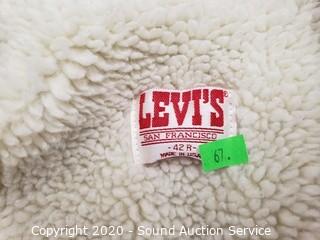 LEVI'S®
SAN FRANCISCO
-42 R-
MADE IN U.S.A.
67.
Copyright 2020 - Sound Auction Service